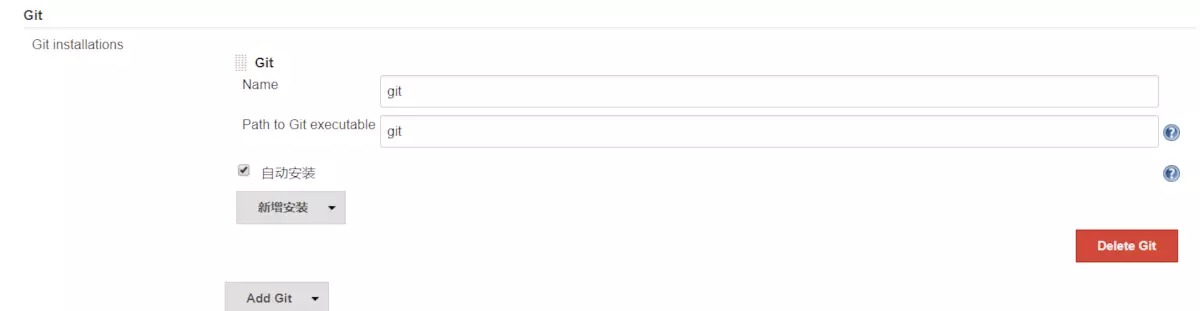 Git
Git installations
Git
Name
git
Path to Git executable
git
自动安装
新增安装
Delete Git
Add Git